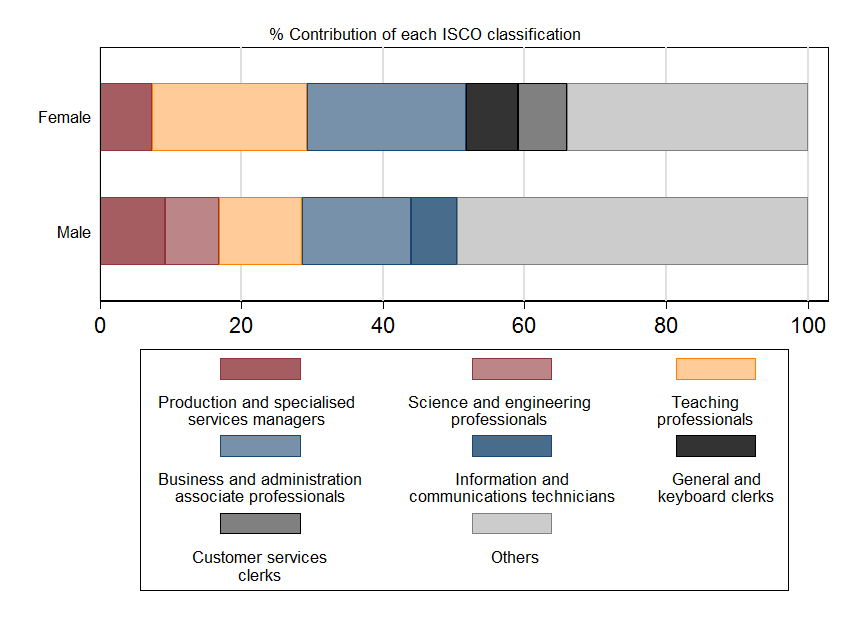 % Contribution of each ISCO classification
Female
Male
0 20 40 60 80 100
Production and specialised
services managers
Science and engineering
professionals
Teaching
professionals
Business and administration
associate professionals
Information and
communications technicians
General and
keyboard clerks
Customer services
clerks
Others